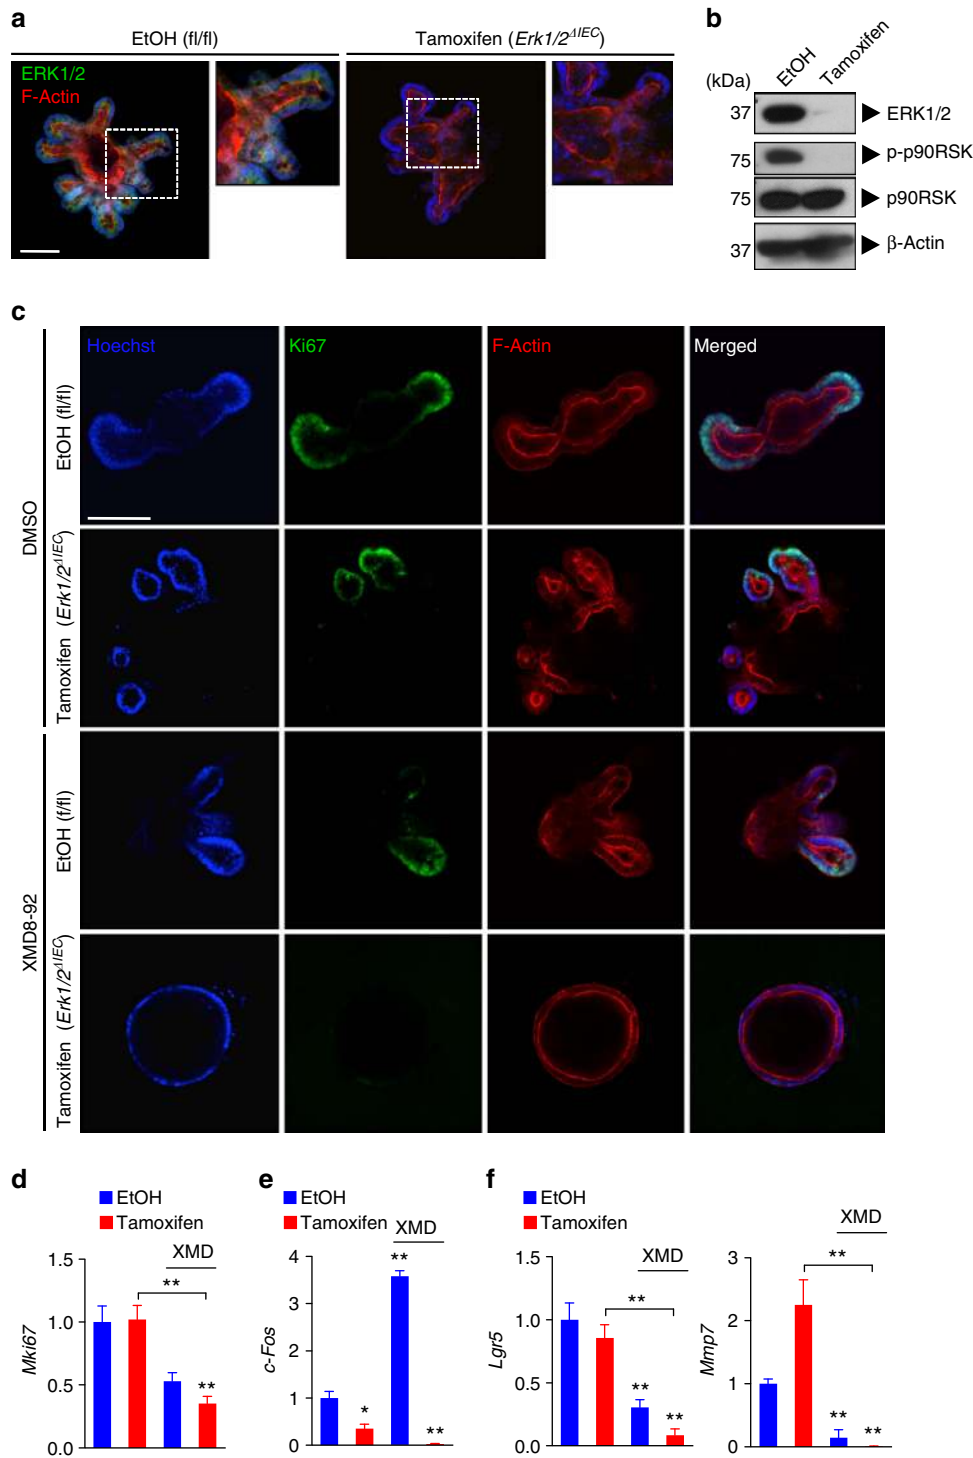 a
EtOH (fl/fl)
Tamoxifen (Erk1/2ΔIEC)
ERK1/2
F-Actin
b
(kDa)
EtOH
Tamoxifen
37
ERK1/2
75
p-p90RSK
75
p90RSK
37
β-Actin
c
Hoechst
Ki67
F-Actin
Merged
DMSO
EtOH (fl/fl)
Tamoxifen (Erk1/2ΔIEC)
XMD8-92
EtOH (f/fl)
Tamoxifen (Erk1/2ΔIEC)
d
EtOH
Tamoxifen
XMD
1.5
**
1.0
Mki67
0.5
**
0.0
e
EtOH
Tamoxifen
XMD
4
**
3
c-Fos
1
*
**
0
f
EtOH
Tamoxifen
XMD
1.5
**
1.0
Lgr5
0.5
**
**
0.0
XMD
3
**
2
Mmp7
1
**
**
0